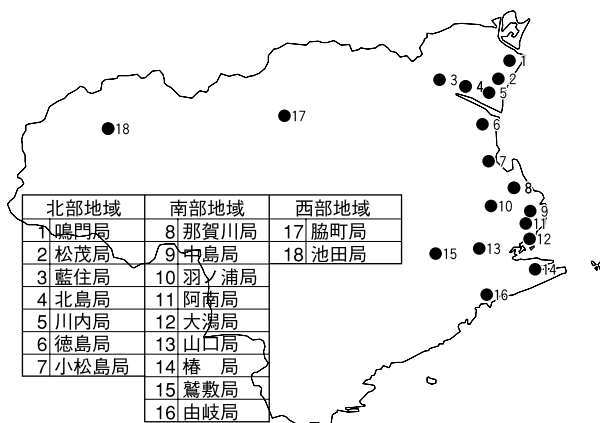 1
2
3
4
5
6
7
8
9
10
11
12
13
14
15
16
17
18
北部地域 南部地域 西部地域
1 鳴門局 8 那賀川局 17 脇町局
2 松茂局 9 中島局 18 池田局
3 藍住局 10 羽ノ浦局
4 北島局 11 阿南局
5 川内局 12 大潟局
6 徳島局 13 山口局
7 小松島局 14 椿　局
15 鷲敷局
16 由岐局